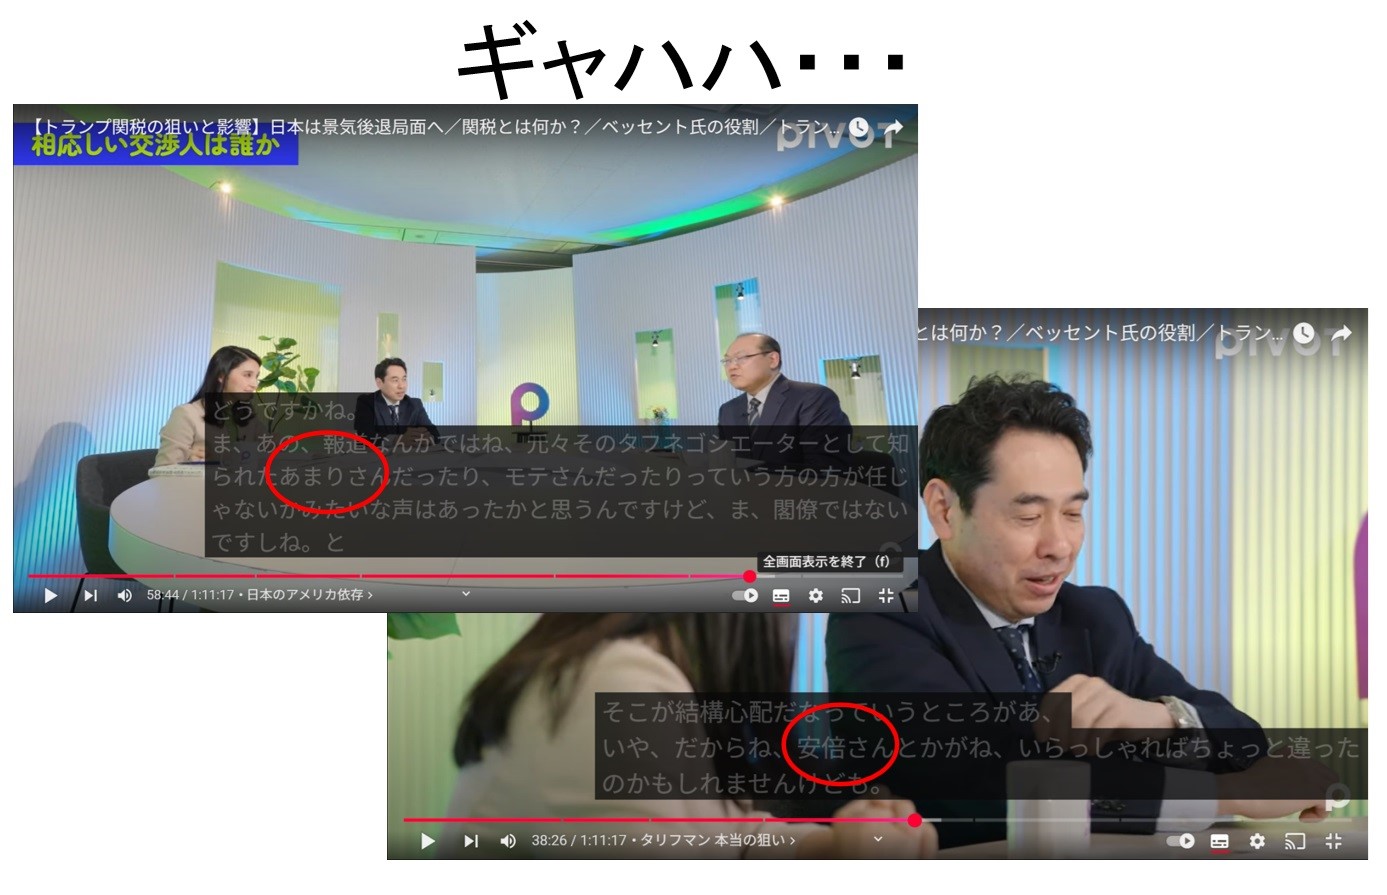 ギャハハ・・・
【トランプ関税の狙いと影響】日本は景気後退局面へ／関税とは何か？／ベッセント氏の役割／トラン...
PIVOT
相応しい交渉人は誰か
どうですかね。
ま、あの、報道なんかではね、元々そのタフネゴシエーターとして知
られたあまりさんだったり、モテさんだったりっていう方の方が任じ
ゃないかみたいな声はあったかと思うんですけど、ま、閣僚ではない
ですしね。と
全画面表示を終了（f）
58:44 / 1:11:17・日本のアメリカ依存 ›
とは何か？／ベッセント氏の役割／トラン...
PIVOT
そこが結構心配だなっていうところがあ、
いや、だからね、安倍さんとかがね、いらっしゃればちょっと違った
のかもしれませんけども。
38:26 / 1:11:17・タリフマン 本当の狙い ›